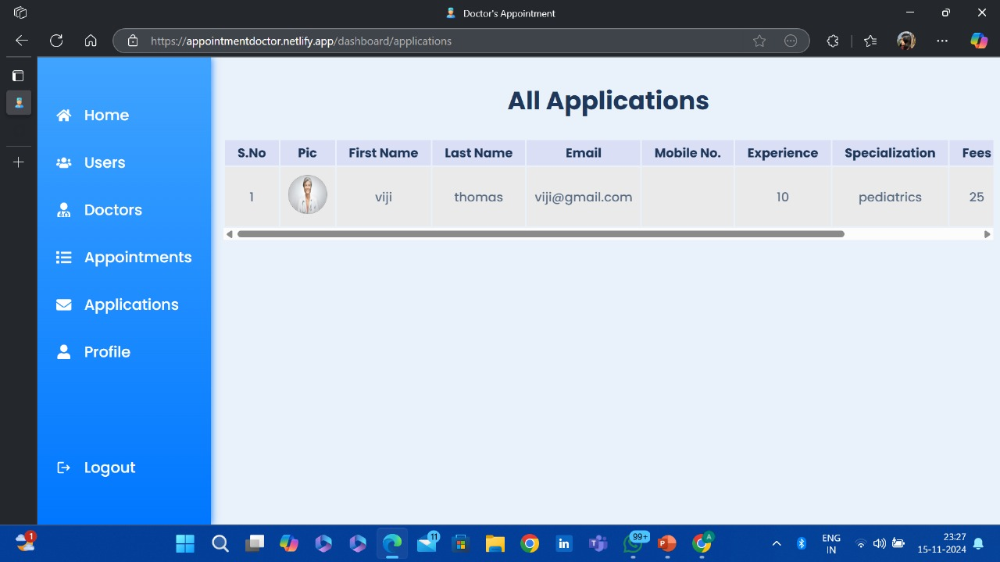 Doctor's Appointment
https://appointmentdoctor.netlify.app/dashboard/applications
Home
Users
Doctors
Appointments
Applications
Profile
Logout
All Applications
S.No Pic First Name Last Name Email Mobile No. Experience Specialization Fees
1 viji thomas viji@gmail.com 10 pediatrics 25
1 11 99+ A ENG 23:27
IN 15-11-2024